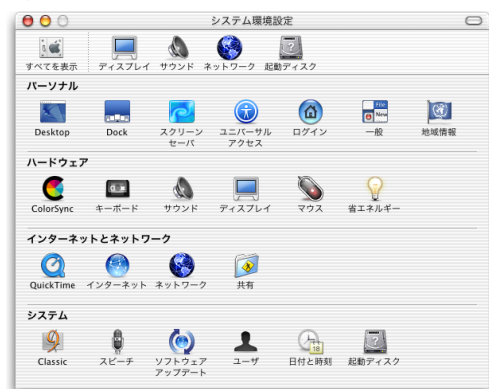 システム環境設定
すべてを表示 ディスプレイ サウンド ネットワーク 起動ディスク
パーソナル
Desktop Dock スクリーン ユニバーサル ログイン 一般 地域情報
セーバ アクセス
ハードウェア
ColorSync キーボード サウンド ディスプレイ マウス 省エネルギー
インターネットとネットワーク
QuickTime インターネット ネットワーク 共有
システム
Classic スピーチ ソフトウェア ユーザ 日付と時刻 起動ディスク
アップデート